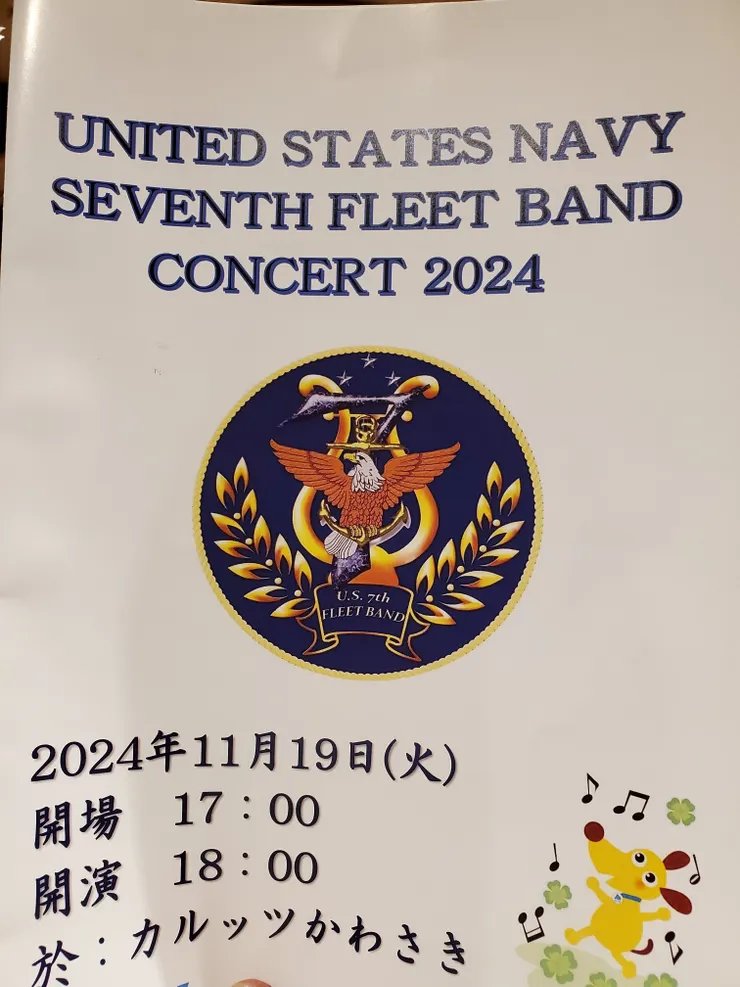 UNITED STATES NAVY
SEVENTH FLEET BAND
CONCERT 2024
U.S. 7th
FLEET BAND
2024年11月19日(火)
開場 17：00
開演 18：00
於：カルッツかわさき